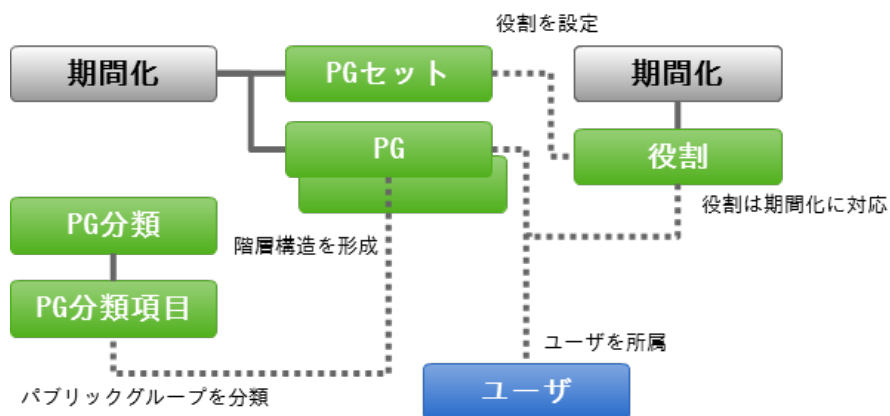 役割を設定
期間化
PGセット
期間化
PG
役割
役割は期間化に対応
PG分類
階層構造を形成
PG分類項目
ユーザを所属
パブリックグループを分類
ユーザ